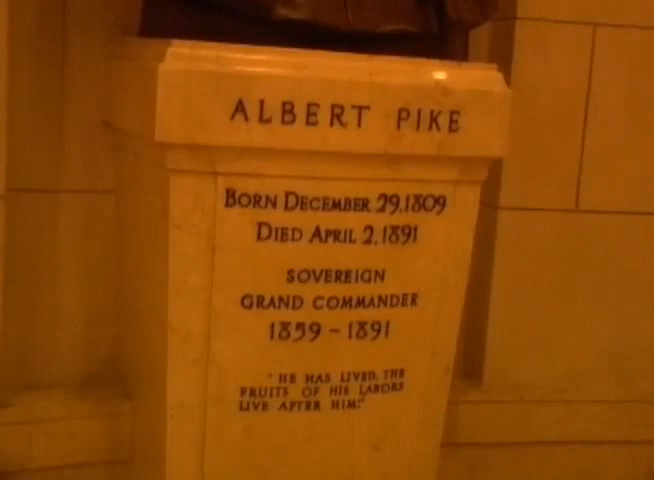 ALBERT PIKE
BORN DECEMBER 29, 1809
DIED APRIL 2, 1891
SOVEREIGN
GRAND COMMANDER
1859 - 1891
"HE HAS LIVED. THE
FRUITS OF HIS LABORS
LIVE AFTER HIM."